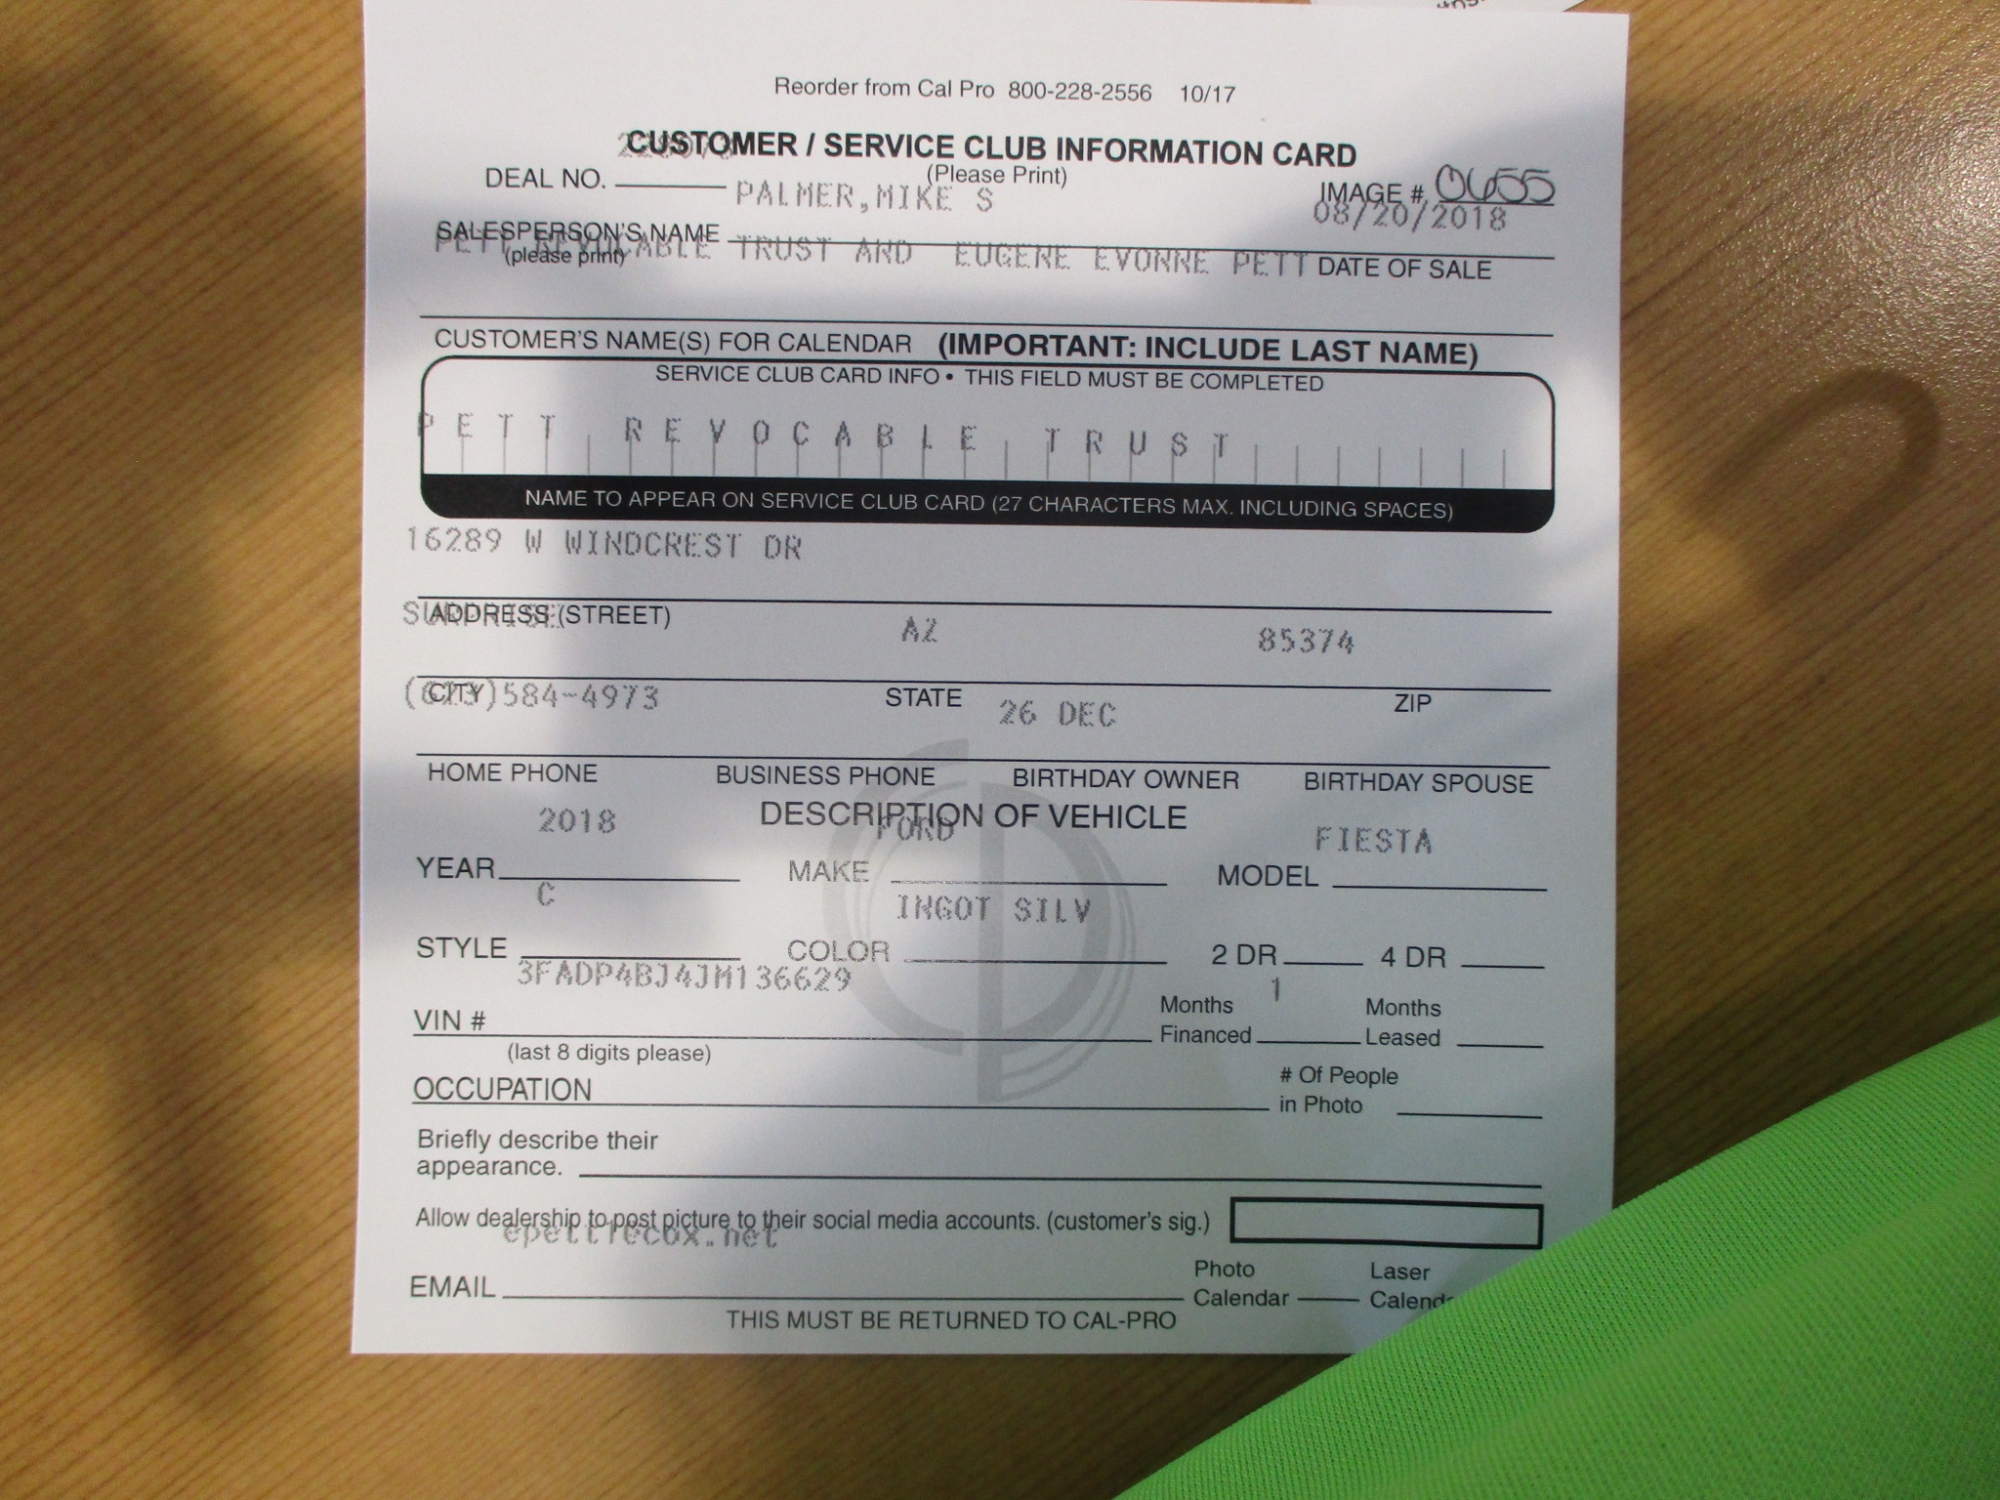 Reorder from Cal Pro 800-228-2556 10/17
CUSTOMER / SERVICE CLUB INFORMATION CARD
(Please Print)
DEAL NO.
PALMER,MIKE S
IMAGE # 0655
08/20/2018
SALESPERSON'S NAME
(please print)
PETT REVOCABLE TRUST AND EUGENE EVONNE PETT
DATE OF SALE
CUSTOMER'S NAME(S) FOR CALENDAR (IMPORTANT: INCLUDE LAST NAME)
SERVICE CLUB CARD INFO • THIS FIELD MUST BE COMPLETED
PETT REVOCABLE TRUST
NAME TO APPEAR ON SERVICE CLUB CARD (27 CHARACTERS MAX. INCLUDING SPACES)
16289 W WINDCREST DR
ADDRESS (STREET)
SURPRISE AZ 85374
CITY STATE ZIP
(623)584-4973 26 DEC
HOME PHONE BUSINESS PHONE BIRTHDAY OWNER BIRTHDAY SPOUSE
DESCRIPTION OF VEHICLE
2018 FORD FIESTA
YEAR MAKE MODEL
C INGOT SILV
STYLE COLOR 2 DR 4 DR
3FADP4BJ4JM136629 1
VIN # Months Financed Months Leased
(last 8 digits please)
OCCUPATION # Of People in Photo
Briefly describe their
appearance.
Allow dealership to post picture to their social media accounts. (customer's sig.)
EMAIL Photo Calendar Laser
THIS MUST BE RETURNED TO CAL-PRO